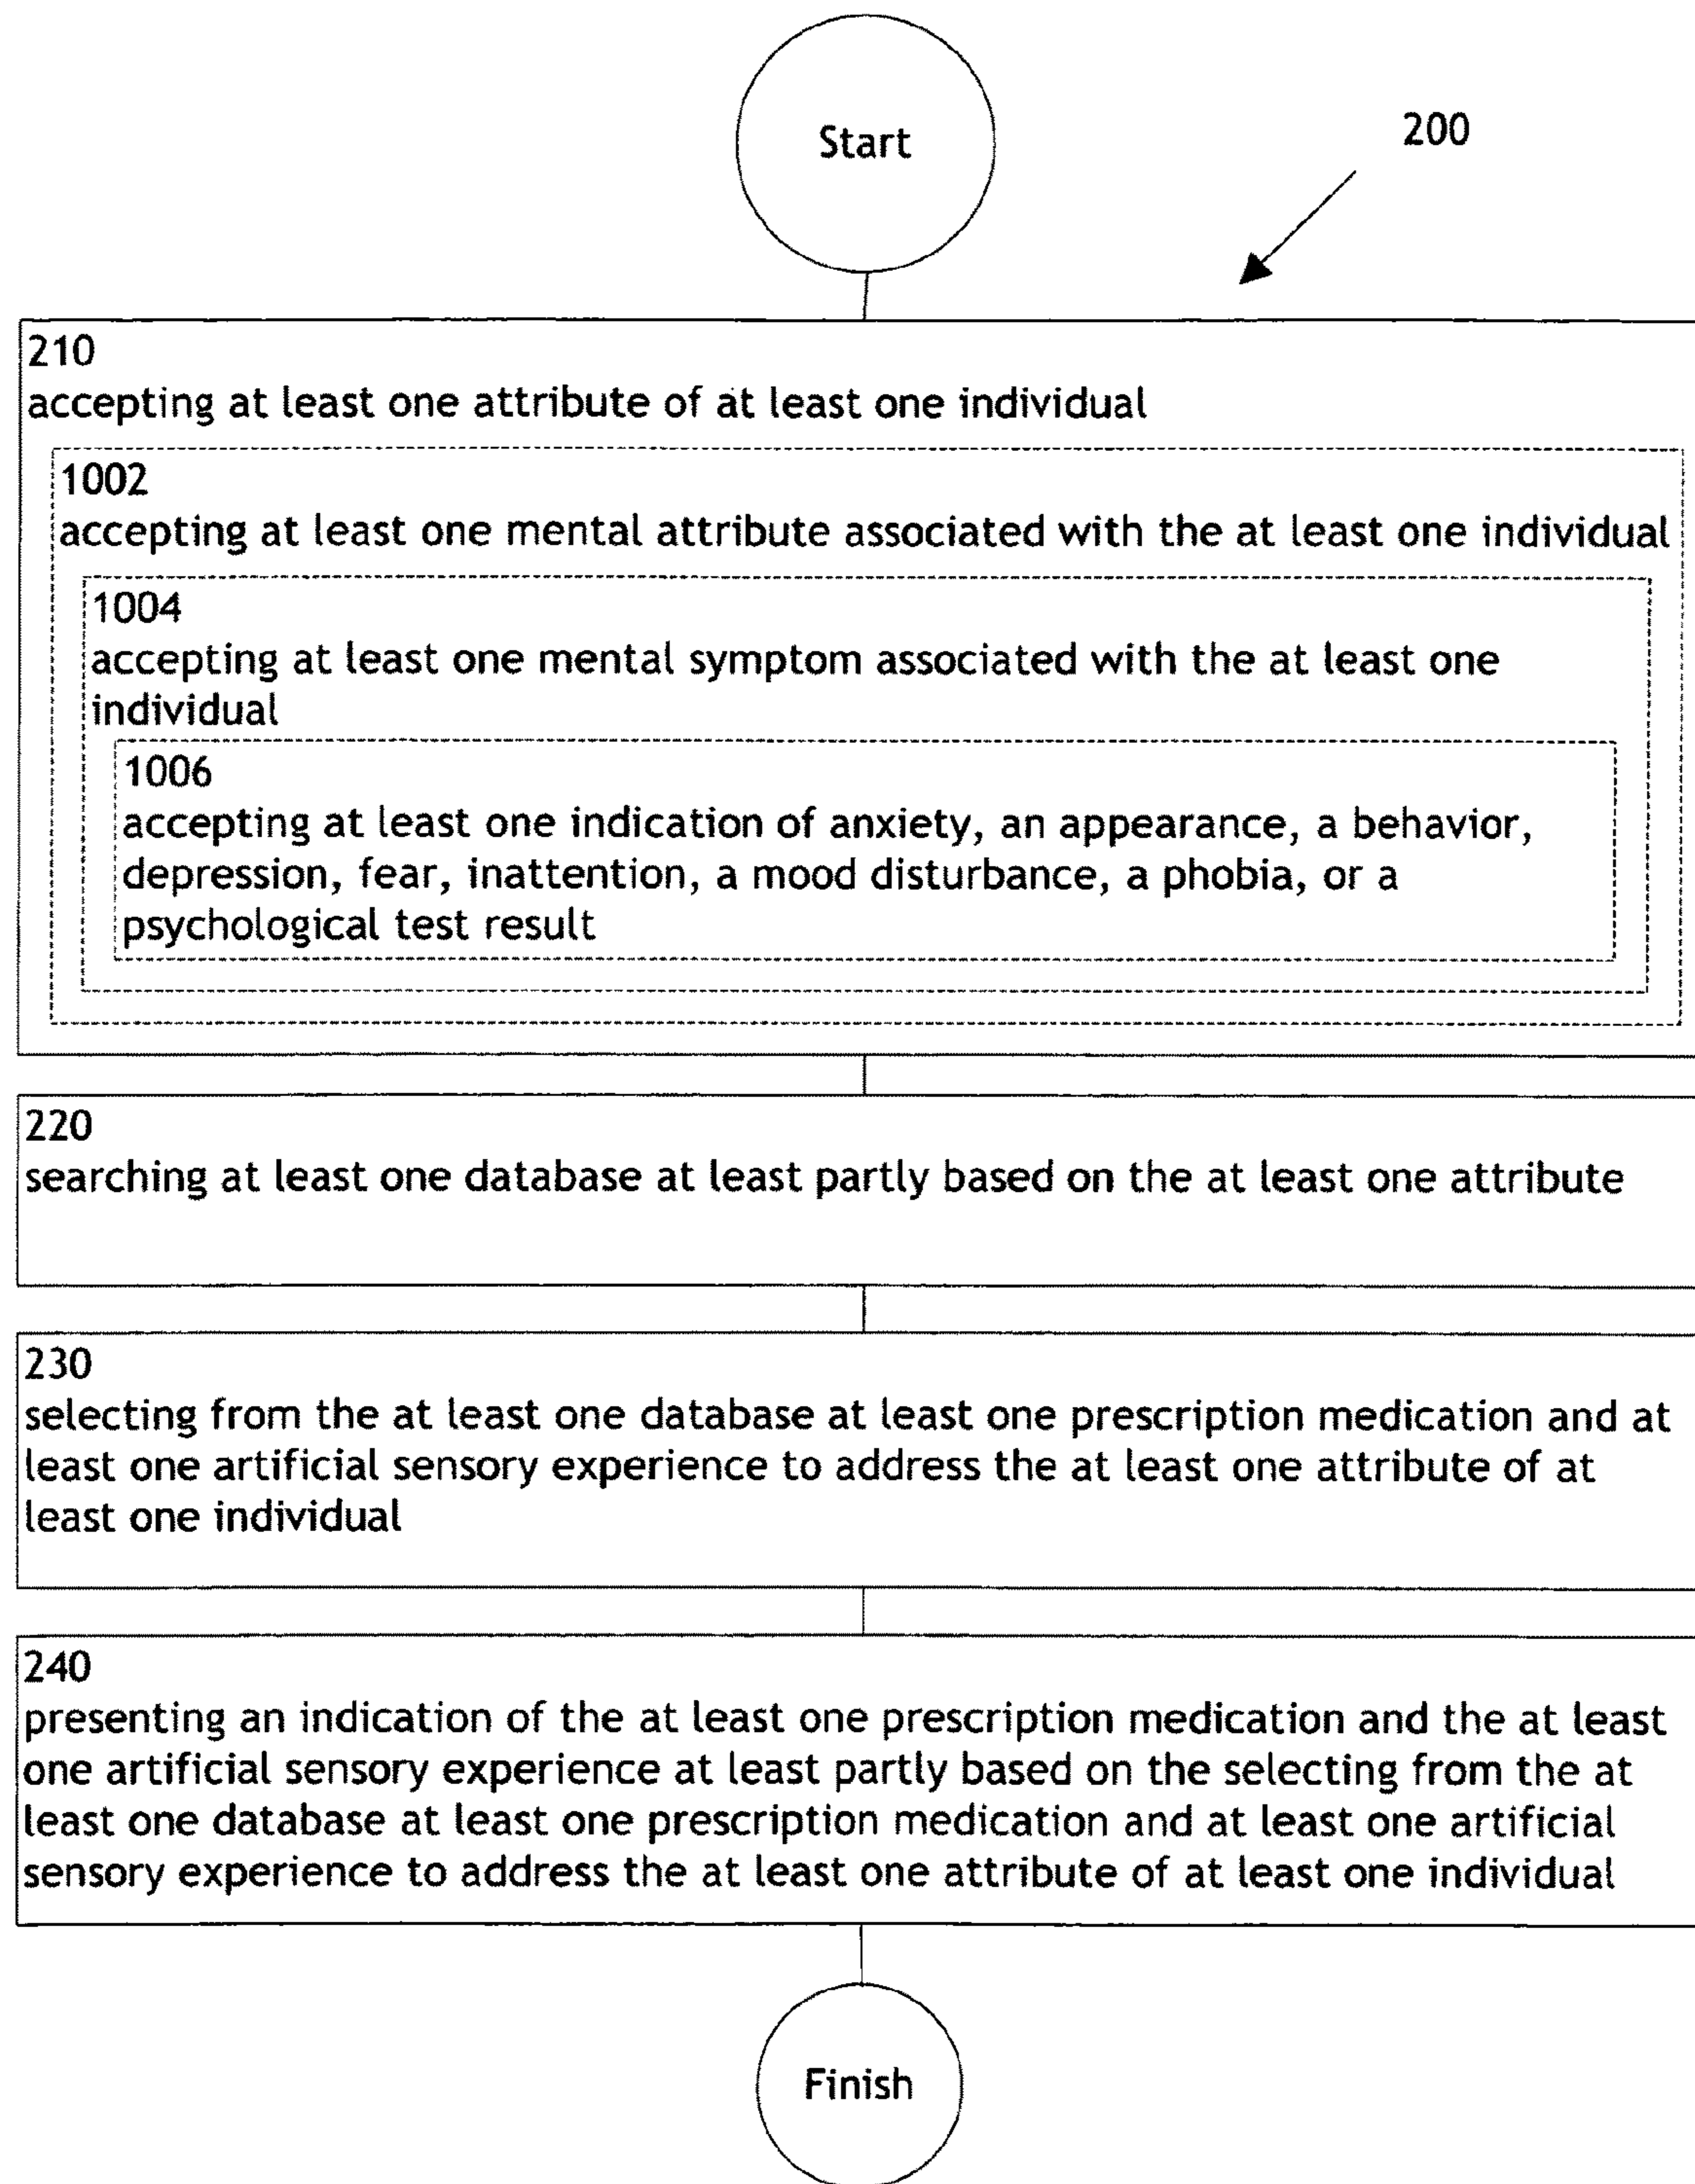 Start
200
210
accepting at least one attribute of at least one individual
1002
accepting at least one mental attribute associated with the at least one individual
1004
accepting at least one mental symptom associated with the at least one
individual
1006
accepting at least one indication of anxiety, an appearance, a behavior,
depression, fear, inattention, a mood disturbance, a phobia, or a
psychological test result
220
searching at least one database at least partly based on the at least one attribute
230
selecting from the at least one database at least one prescription medication and at
least one artificial sensory experience to address the at least one attribute of at
least one individual
240
presenting an indication of the at least one prescription medication and the at least
one artificial sensory experience at least partly based on the selecting from the at
least one database at least one prescription medication and at least one artificial
sensory experience to address the at least one attribute of at least one individual
Finish